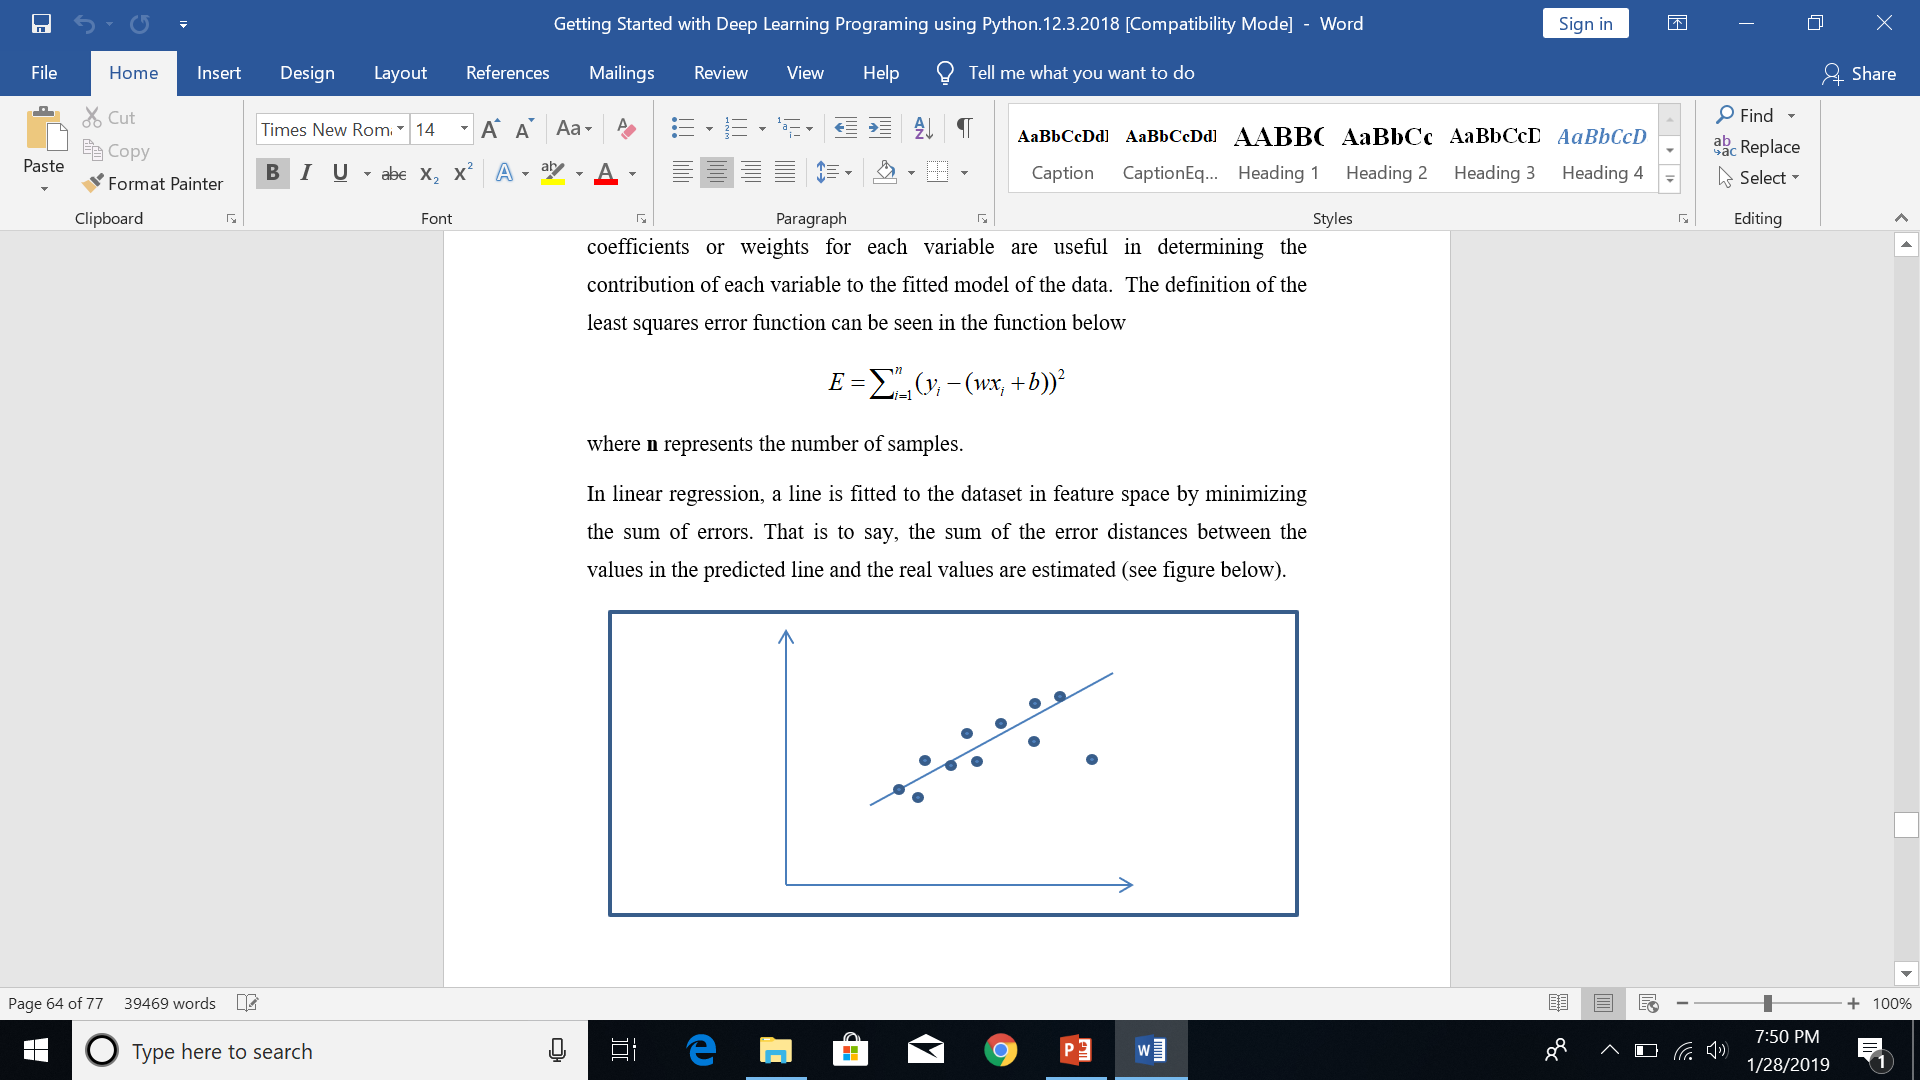 Getting Started with Deep Learning Programing using Python.12.3.2018 [Compatibility Mode] - Word
Sign in
File Home Insert Design Layout References Mailings Review View Help Tell me what you want to do Share
Paste
Cut
Copy
Format Painter
Clipboard
Times New Rom 14
Font
Paragraph
AaBbCcDdI AaBbCcDdI AABBC AaBbCc AaBbCcD AaBbCcD
Caption CaptionEq... Heading 1 Heading 2 Heading 3 Heading 4
Styles
Find
Replace
Select
Editing
coefficients or weights for each variable are useful in determining the
contribution of each variable to the fitted model of the data. The definition of the
least squares error function can be seen in the function below
E = ∑ⁿᵢ₌₁ (yᵢ − (wxᵢ + b))²
where n represents the number of samples.
In linear regression, a line is fitted to the dataset in feature space by minimizing
the sum of errors. That is to say, the sum of the error distances between the
values in the predicted line and the real values are estimated (see figure below).
Page 64 of 77 39469 words
100%
Type here to search
7:50 PM
1/28/2019
1